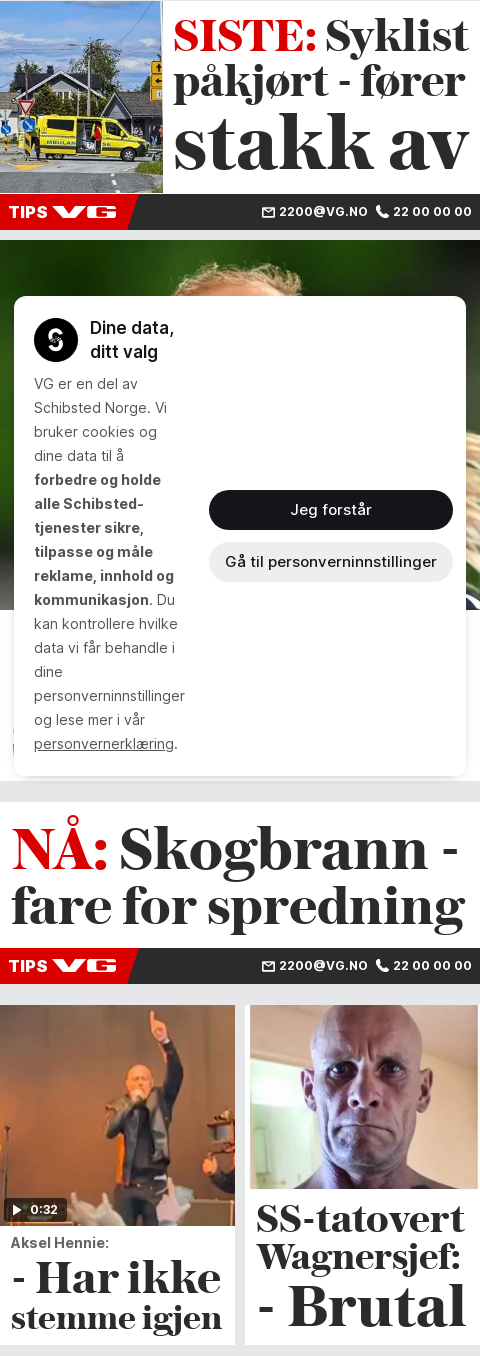 SISTE: Syklist
påkjørt - fører
stakk av
TIPS VG 2200@VG.NO 22 00 00 00
Dine data,
ditt valg
VG er en del av
Schibsted Norge. Vi
bruker cookies og
dine data til å
forbedre og holde
alle Schibsted-
tjenester sikre,
tilpasse og måle
reklame, innhold og
kommunikasjon. Du
kan kontrollere hvilke
data vi får behandle i
dine
personverninnstillinger
og lese mer i vår
personvernerklæring.
Jeg forstår
Gå til personverninnstillinger
NÅ: Skogbrann -
fare for spredning
TIPS VG 2200@VG.NO 22 00 00 00
0:32
Aksel Hennie:
- Har ikke
stemme igjen
SS-tatovert
Wagnersjef:
- Brutal